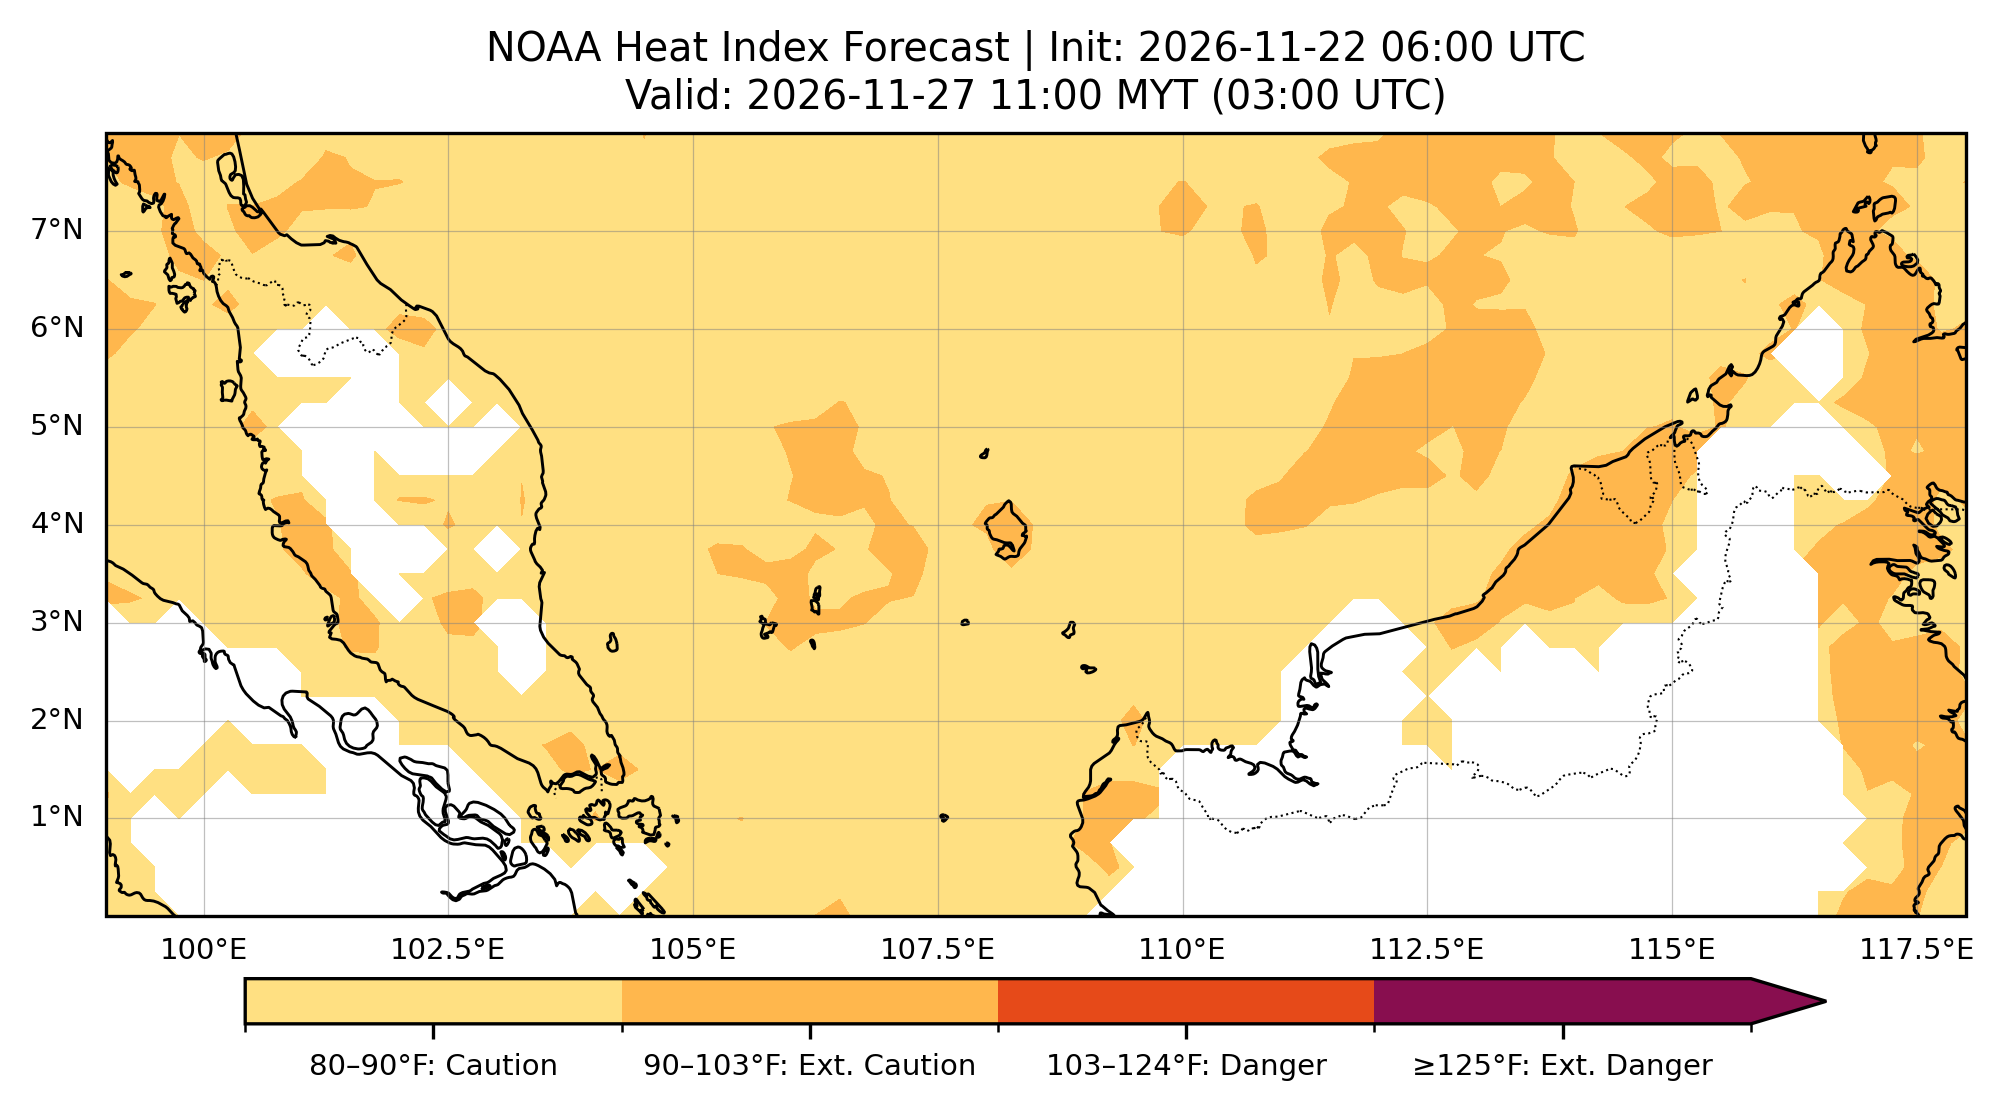 NOAA Heat Index Forecast | Init: 2026-11-22 06:00 UTC
Valid: 2026-11-27 11:00 MYT (03:00 UTC)
7°N
6°N
5°N
4°N
3°N
2°N
1°N
100°E
102.5°E
105°E
107.5°E
110°E
112.5°E
115°E
117.5°E
80–90°F: Caution
90–103°F: Ext. Caution
103–124°F: Danger
≥125°F: Ext. Danger